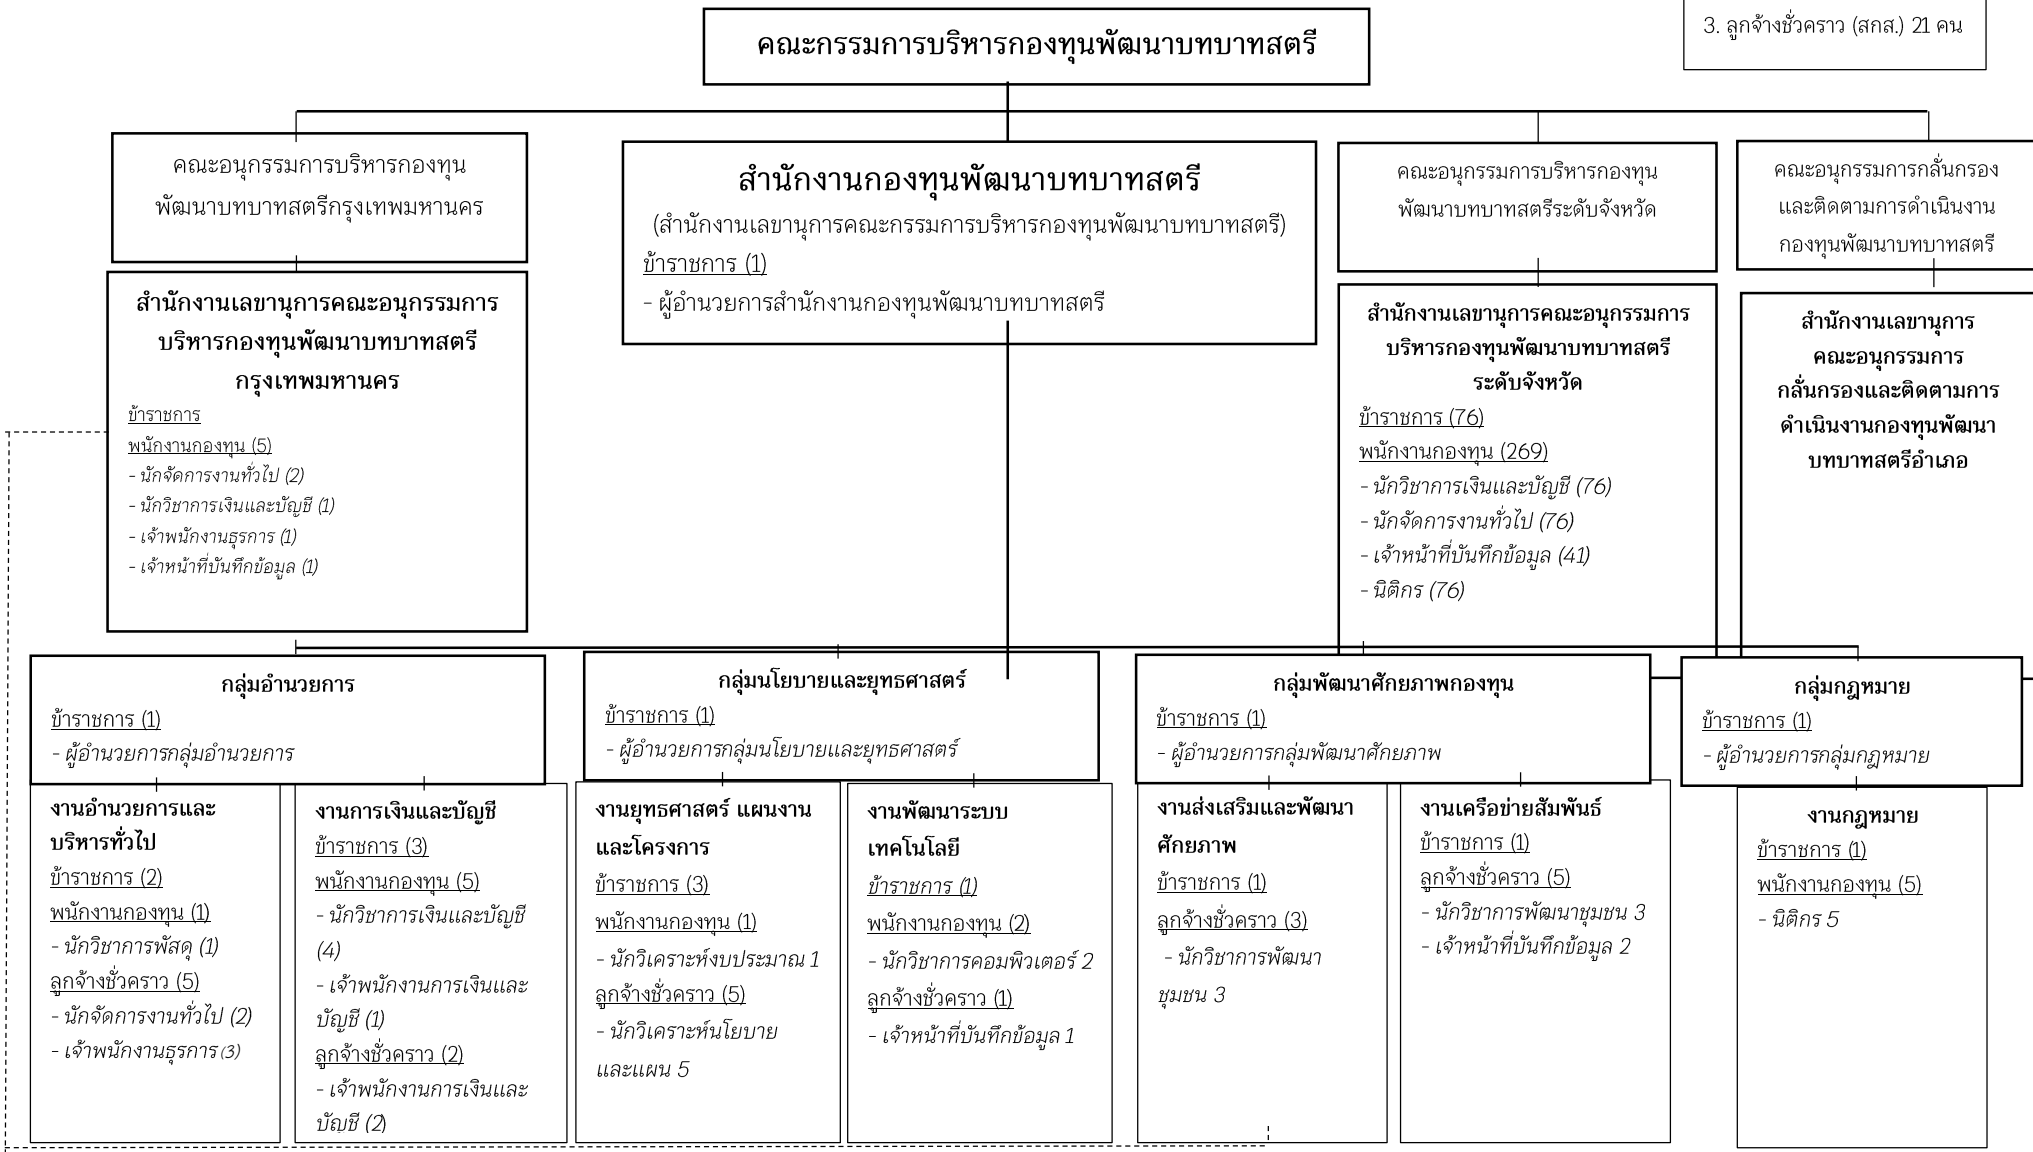 3. ลูกจ้างชั่วคราว (สกส.) 21 คน
คณะกรรมการบริหารกองทุนพัฒนาบทบาทสตรี
คณะอนุกรรมการบริหารกองทุน
พัฒนาบทบาทสตรีกรุงเทพมหานคร
สำนักงานกองทุนพัฒนาบทบาทสตรี
(สำนักงานเลขานุการคณะกรรมการบริหารกองทุนพัฒนาบทบาทสตรี)
ข้าราชการ (1)
- ผู้อำนวยการสำนักงานกองทุนพัฒนาบทบาทสตรี
คณะอนุกรรมการบริหารกองทุน
พัฒนาบทบาทสตรีระดับจังหวัด
คณะอนุกรรมการกลั่นกรอง
และติดตามการดำเนินงาน
กองทุนพัฒนาบทบาทสตรี
สำนักงานเลขานุการคณะอนุกรรมการ
บริหารกองทุนพัฒนาบทบาทสตรี
กรุงเทพมหานคร
ข้าราชการ
พนักงานกองทุน (5)
- นักจัดการงานทั่วไป (2)
- นักวิชาการเงินและบัญชี (1)
- เจ้าพนักงานธุรการ (1)
- เจ้าหน้าที่บันทึกข้อมูล (1)
สำนักงานเลขานุการคณะอนุกรรมการ
บริหารกองทุนพัฒนาบทบาทสตรี
ระดับจังหวัด
ข้าราชการ (76)
พนักงานกองทุน (269)
- นักวิชาการเงินและบัญชี (76)
- นักจัดการงานทั่วไป (76)
- เจ้าหน้าที่บันทึกข้อมูล (41)
- นิติกร (76)
สำนักงานเลขานุการ
คณะอนุกรรมการ
กลั่นกรองและติดตามการ
ดำเนินงานกองทุนพัฒนา
บทบาทสตรีอำเภอ
กลุ่มอำนวยการ
ข้าราชการ (1)
- ผู้อำนวยการกลุ่มอำนวยการ
กลุ่มนโยบายและยุทธศาสตร์
ข้าราชการ (1)
- ผู้อำนวยการกลุ่มนโยบายและยุทธศาสตร์
กลุ่มพัฒนาศักยภาพกองทุน
ข้าราชการ (1)
- ผู้อำนวยการกลุ่มพัฒนาศักยภาพ
กลุ่มกฎหมาย
ข้าราชการ (1)
- ผู้อำนวยการกลุ่มกฎหมาย
งานอำนวยการและ
บริหารทั่วไป
ข้าราชการ (2)
พนักงานกองทุน (1)
- นักวิชาการพัสดุ (1)
ลูกจ้างชั่วคราว (5)
- นักจัดการงานทั่วไป (2)
- เจ้าพนักงานธุรการ (3)
งานการเงินและบัญชี
ข้าราชการ (3)
พนักงานกองทุน (5)
- นักวิชาการเงินและบัญชี
(4)
- เจ้าพนักงานการเงินและ
บัญชี (1)
ลูกจ้างชั่วคราว (2)
- เจ้าพนักงานการเงินและ
บัญชี (2)
งานยุทธศาสตร์ แผนงาน
และโครงการ
ข้าราชการ (3)
พนักงานกองทุน (1)
- นักวิเคราะห์งบประมาณ 1
ลูกจ้างชั่วคราว (5)
- นักวิเคราะห์นโยบาย
และแผน 5
งานพัฒนาระบบ
เทคโนโลยี
ข้าราชการ (1)
พนักงานกองทุน (2)
- นักวิชาการคอมพิวเตอร์ 2
ลูกจ้างชั่วคราว (1)
- เจ้าหน้าที่บันทึกข้อมูล 1
งานส่งเสริมและพัฒนา
ศักยภาพ
ข้าราชการ (1)
ลูกจ้างชั่วคราว (3)
- นักวิชาการพัฒนา
ชุมชน 3
งานเครือข่ายสัมพันธ์
ข้าราชการ (1)
ลูกจ้างชั่วคราว (5)
- นักวิชาการพัฒนาชุมชน 3
- เจ้าหน้าที่บันทึกข้อมูล 2
งานกฎหมาย
ข้าราชการ (1)
พนักงานกองทุน (5)
- นิติกร 5